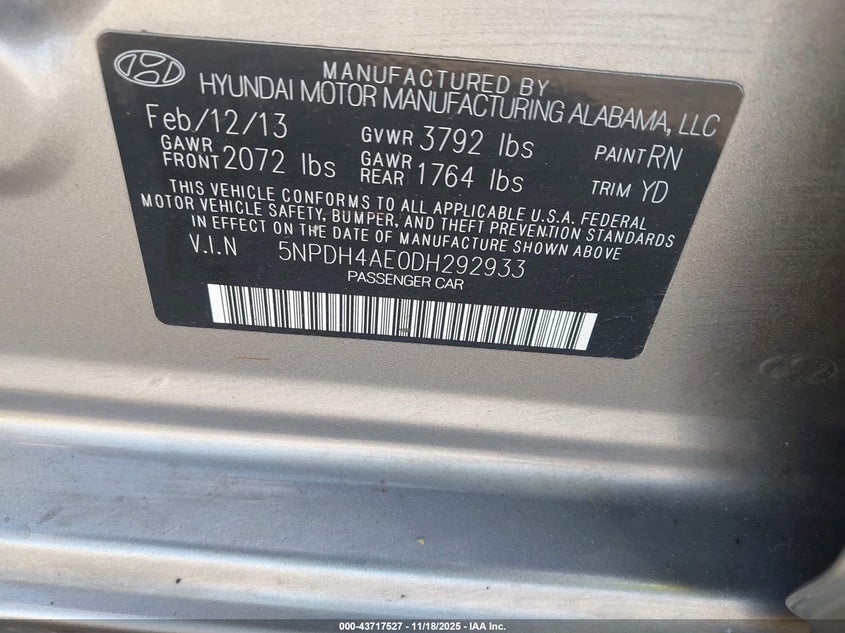 MANUFACTURED BY
HYUNDAI MOTOR MANUFACTURING ALABAMA, LLC
Feb/12/13 GVWR 3792 lbs PAINT RN
GAWR FRONT 2072 lbs GAWR REAR 1764 lbs TRIM YD
THIS VEHICLE CONFORMS TO ALL APPLICABLE U.S.A. FEDERAL
MOTOR VEHICLE SAFETY, BUMPER, AND THEFT PREVENTION STANDARDS
IN EFFECT ON THE DATE OF MANUFACTURE SHOWN ABOVE
V.I.N 5NPDH4AE0DH292933
PASSENGER CAR
000-43717527 - 11/18/2025 - IAA Inc.